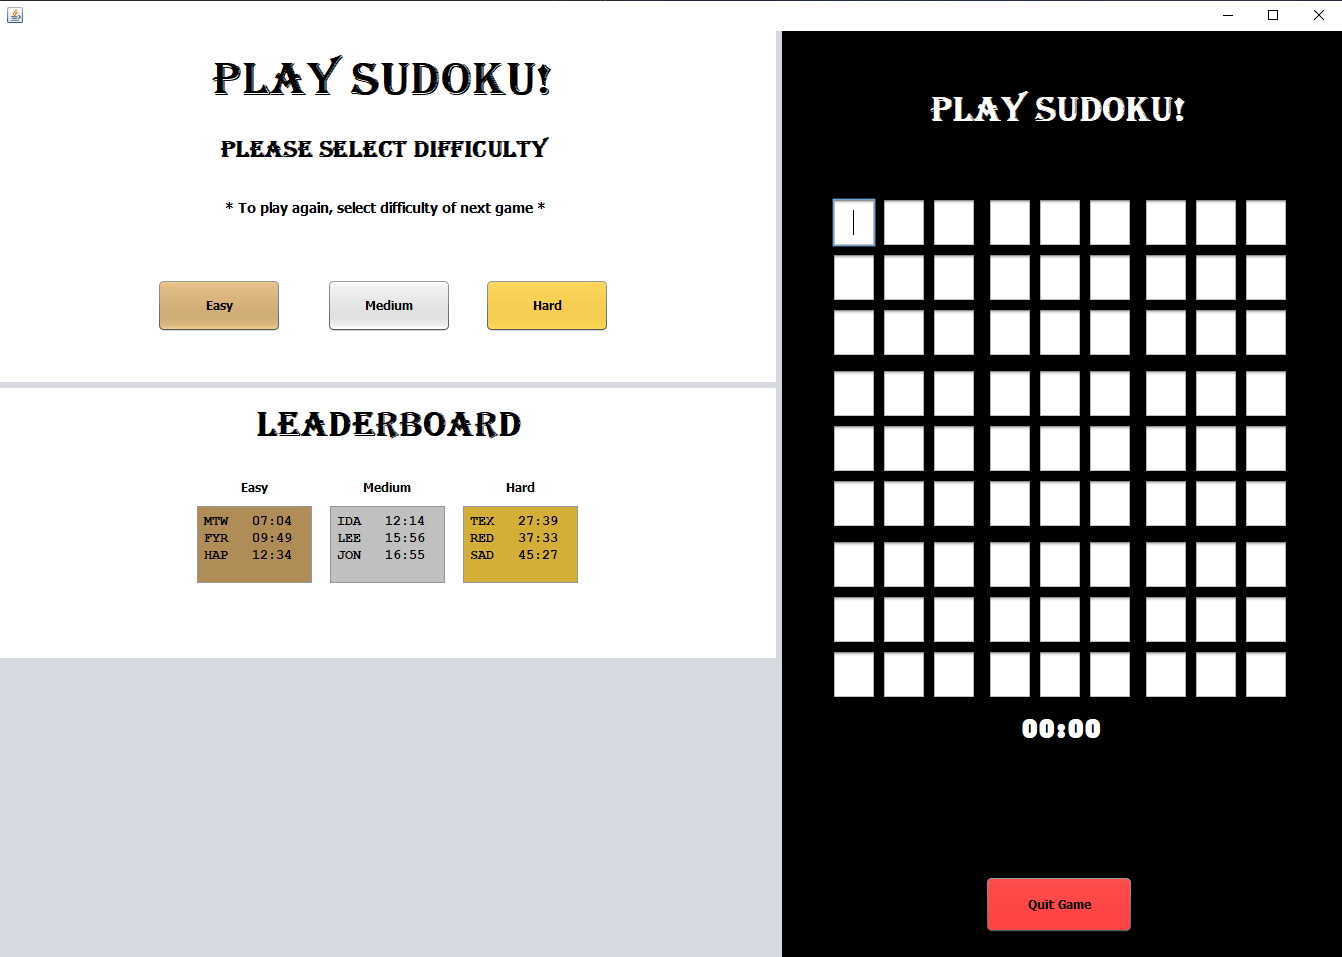 PLAY SUDOKU!
PLEASE SELECT DIFFICULTY
* To play again, select difficulty of next game *
Easy Medium Hard
LEADERBOARD
Easy Medium Hard
MTW 07:04
FYR 09:49
HAP 12:34
IDA 12:14
LEE 15:56
JON 16:55
TEX 27:39
RED 37:33
SAD 45:27
PLAY SUDOKU!
00:00
Quit Game